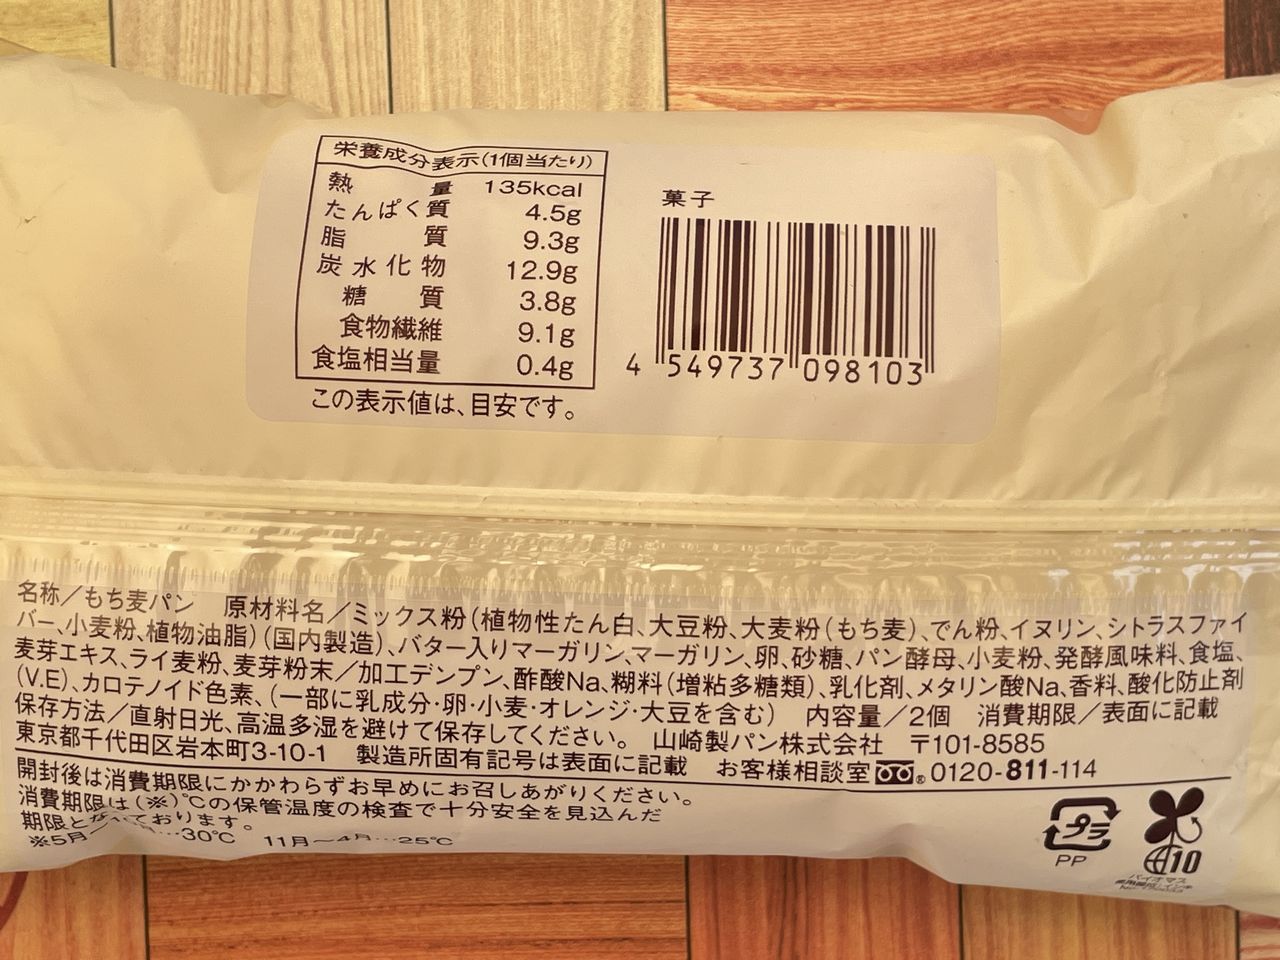 栄養成分表示(1個当たり)
熱量 135kcal
たんぱく質 4.5g
脂質 9.3g
炭水化物 12.9g
糖質 3.8g
食物繊維 9.1g
食塩相当量 0.4g
この表示値は、目安です。
菓子
4 549737 098103
名称/もち麦パン 原材料名/ミックス粉(植物性たん白、大豆粉、大麦粉(もち麦)、でん粉、イヌリン、シトラスファイ
バー、小麦粉、植物油脂)(国内製造)、バター入りマーガリン、マーガリン、卵、砂糖、パン酵母、小麦粉、発酵風味料、食塩、
麦芽エキス、ライ麦粉、麦芽粉末/加工デンプン、酢酸Na、糊料(増粘多糖類)、乳化剤、メタリン酸Na、香料、酸化防止剤
(V.E)、カロテノイド色素、(一部に乳成分・卵・小麦・オレンジ・大豆を含む) 内容量/2個 消費期限/表面に記載
保存方法/直射日光、高温多湿を避けて保存してください。 山崎製パン株式会社 〒101-8585
東京都千代田区岩本町3-10-1 製造所固有記号は表面に記載 お客様相談室 ® 0120-811-114
開封後は消費期限にかかわらずお早めにお召しあがりください。
消費期限は(※)℃の保管温度の検査で十分安全を見込んだ
期限となっております。
※5月 …30℃ 11月〜4月…25℃
プラ
PP
10
バイオマス